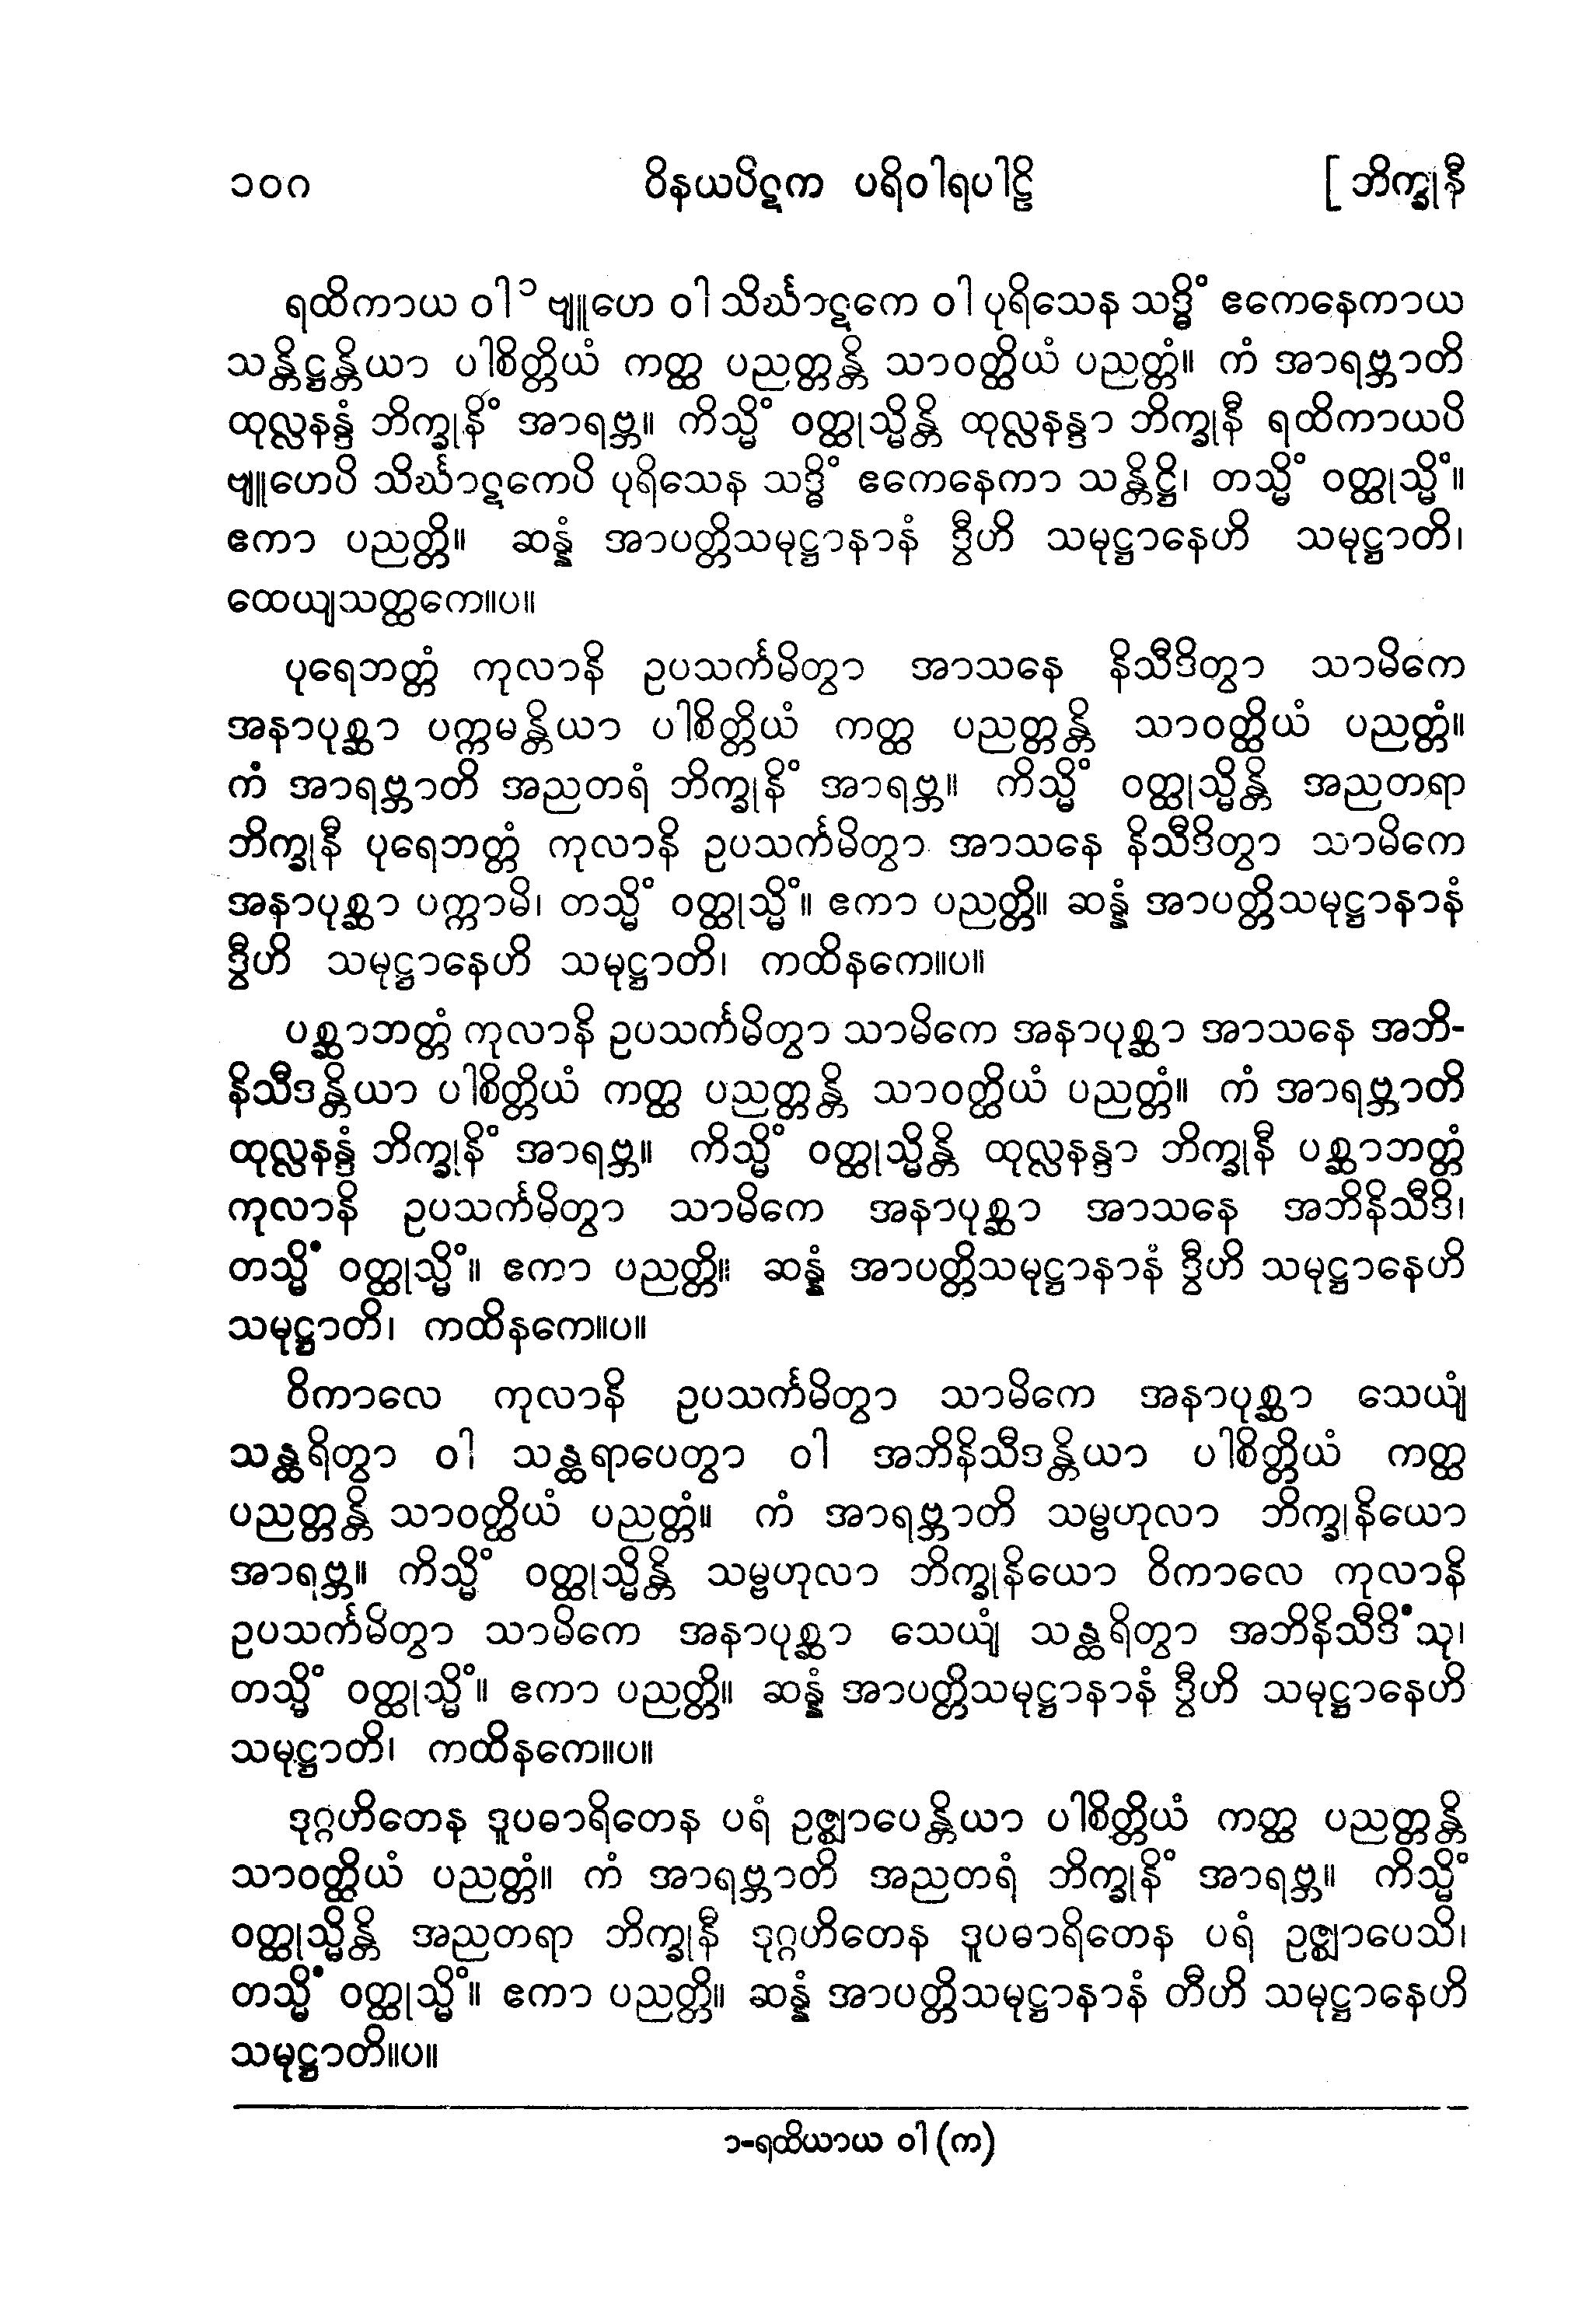 ၁၀ဂ ဝိနယပိဋက ပရိဝါရပါဠိ [ ဘိက္ခုနီ
ရထိကာယ ဝါ ၁ ဗျူဟေ ဝါ သိင်္ဃာဋကေ ဝါ ပုရိသေန သဒ္ဓိံ ဧကေနေကာယ
သန္တိဋ္ဌန္တိယာ ပါစိတ္တိယံ ကတ္ထ ပညတ္တန္တိ သာဝတ္ထိယံ ပညတ္တံ။ ကံ အာရဗ္ဘာတိ
ထုလ္လနန္ဒံ ဘိက္ခုနိံ အာရဗ္ဘ။ ကိသ္မိံ ဝတ္ထုသ္မိန္တိ ထုလ္လနန္ဒာ ဘိက္ခုနီ ရထိကာယပိ
ဗျူဟေပိ သိင်္ဃာဋကေပိ ပုရိသေန သဒ္ဓိံ ဧကေနေကာ သန္တိဋ္ဌိ၊ တသ္မိံ ဝတ္ထုသ္မိံ။
ဧကာ ပညတ္တိ။ ဆန္နံ အာပတ္တိသမုဋ္ဌာနာနံ ဒွီဟိ သမုဋ္ဌာနေဟိ သမုဋ္ဌာတိ၊
ထေယျသတ္ထကေ။ပ။
ပုရေဘတ္တံ ကုလာနိ ဥပသင်္ကမိတွာ အာသနေ နိသီဒိတွာ သာမိကေ
အနာပုစ္ဆာ ပက္ကမန္တိယာ ပါစိတ္တိယံ ကတ္ထ ပညတ္တန္တိ သာဝတ္ထိယံ ပညတ္တံ။
ကံ အာရဗ္ဘာတိ အညတရံ ဘိက္ခုနိံ အာရဗ္ဘ။ ကိသ္မိံ ဝတ္ထုသ္မိန္တိ အညတရာ
ဘိက္ခုနီ ပုရေဘတ္တံ ကုလာနိ ဥပသင်္ကမိတွာ အာသနေ နိသီဒိတွာ သာမိကေ
အနာပုစ္ဆာ ပက္ကာမိ၊ တသ္မိံ ဝတ္ထုသ္မိံ။ ဧကာ ပညတ္တိ။ ဆန္နံ အာပတ္တိသမုဋ္ဌာနာနံ
ဒွီဟိ သမုဋ္ဌာနေဟိ သမုဋ္ဌာတိ၊ ကထိနကေ။ပ။
ပစ္ဆာဘတ္တံ ကုလာနိ ဥပသင်္ကမိတွာ သာမိကေ အနာပုစ္ဆာ အာသနေ အဘိ-
နိသီဒန္တိယာ ပါစိတ္တိယံ ကတ္ထ ပညတ္တန္တိ သာဝတ္ထိယံ ပညတ္တံ။ ကံ အာရဗ္ဘာတိ
ထုလ္လနန္ဒံ ဘိက္ခုနိံ အာရဗ္ဘ။ ကိသ္မိံ ဝတ္ထုသ္မိန္တိ ထုလ္လနန္ဒာ ဘိက္ခုနီ ပစ္ဆာဘတ္တံ
ကုလာနိ ဥပသင်္ကမိတွာ သာမိကေ အနာပုစ္ဆာ အာသနေ အဘိနိသီဒိ၊
တသ္မိံ ဝတ္ထုသ္မိံ။ ဧကာ ပညတ္တိ။ ဆန္နံ အာပတ္တိသမုဋ္ဌာနာနံ ဒွီဟိ သမုဋ္ဌာနေဟိ
သမုဋ္ဌာတိ၊ ကထိနကေ။ပ။
ဝိကာလေ ကုလာနိ ဥပသင်္ကမိတွာ သာမိကေ အနာပုစ္ဆာ သေယျံ
သန္ထရိတွာ ဝါ သန္ထရာပေတွာ ဝါ အဘိနိသီဒန္တိယာ ပါစိတ္တိယံ ကတ္ထ
ပညတ္တန္တိ သာဝတ္ထိယံ ပညတ္တံ။ ကံ အာရဗ္ဘာတိ သမ္ဗဟုလာ ဘိက္ခုနိယော
အာရဗ္ဘ။ ကိသ္မိံ ဝတ္ထုသ္မိန္တိ သမ္ဗဟုလာ ဘိက္ခုနိယော ဝိကာလေ ကုလာနိ
ဥပသင်္ကမိတွာ သာမိကေ အနာပုစ္ဆာ သေယျံ သန္ထရိတွာ အဘိနိသီဒိံသု၊
တသ္မိံ ဝတ္ထုသ္မိံ။ ဧကာ ပညတ္တိ။ ဆန္နံ အာပတ္တိသမုဋ္ဌာနာနံ ဒွီဟိ သမုဋ္ဌာနေဟိ
သမုဋ္ဌာတိ၊ ကထိနကေ။ပ။
ဒုဂ္ဂဟိတေန ဒူပဓာရိတေန ပရံ ဥဇ္ဈာပေန္တိယာ ပါစိတ္တိယံ ကတ္ထ ပညတ္တန္တိ
သာဝတ္ထိယံ ပညတ္တံ။ ကံ အာရဗ္ဘာတိ အညတရံ ဘိက္ခုနိံ အာရဗ္ဘ။ ကိသ္မိံ
ဝတ္ထုသ္မိန္တိ အညတရာ ဘိက္ခုနီ ဒုဂ္ဂဟိတေန ဒူပဓာရိတေန ပရံ ဥဇ္ဈာပေသိ၊
တသ္မိံ ဝတ္ထုသ္မိံ။ ဧကာ ပညတ္တိ။ ဆန္နံ အာပတ္တိသမုဋ္ဌာနာနံ တီဟိ သမုဋ္ဌာနေဟိ
သမုဋ္ဌာတိ။ပ။
၁-ရထိယာယ ဝါ (က)